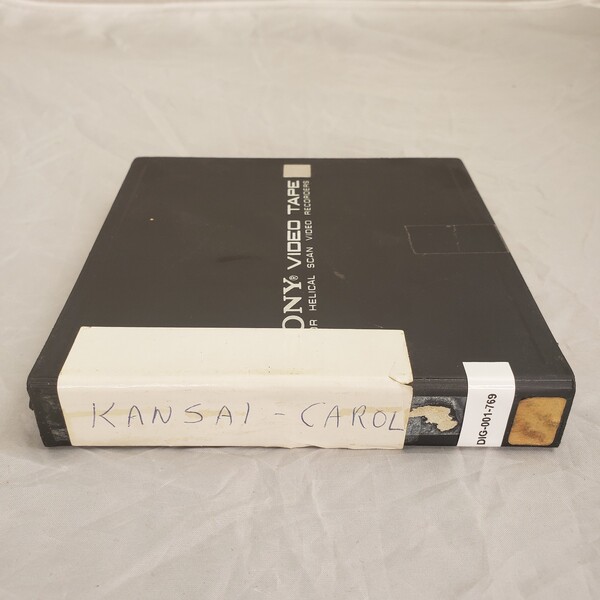 ONY® VIDEO TAPE
OR HELICAL SCAN VIDEO RECORDERS
KANSAI - CAROL
DIG-001-769